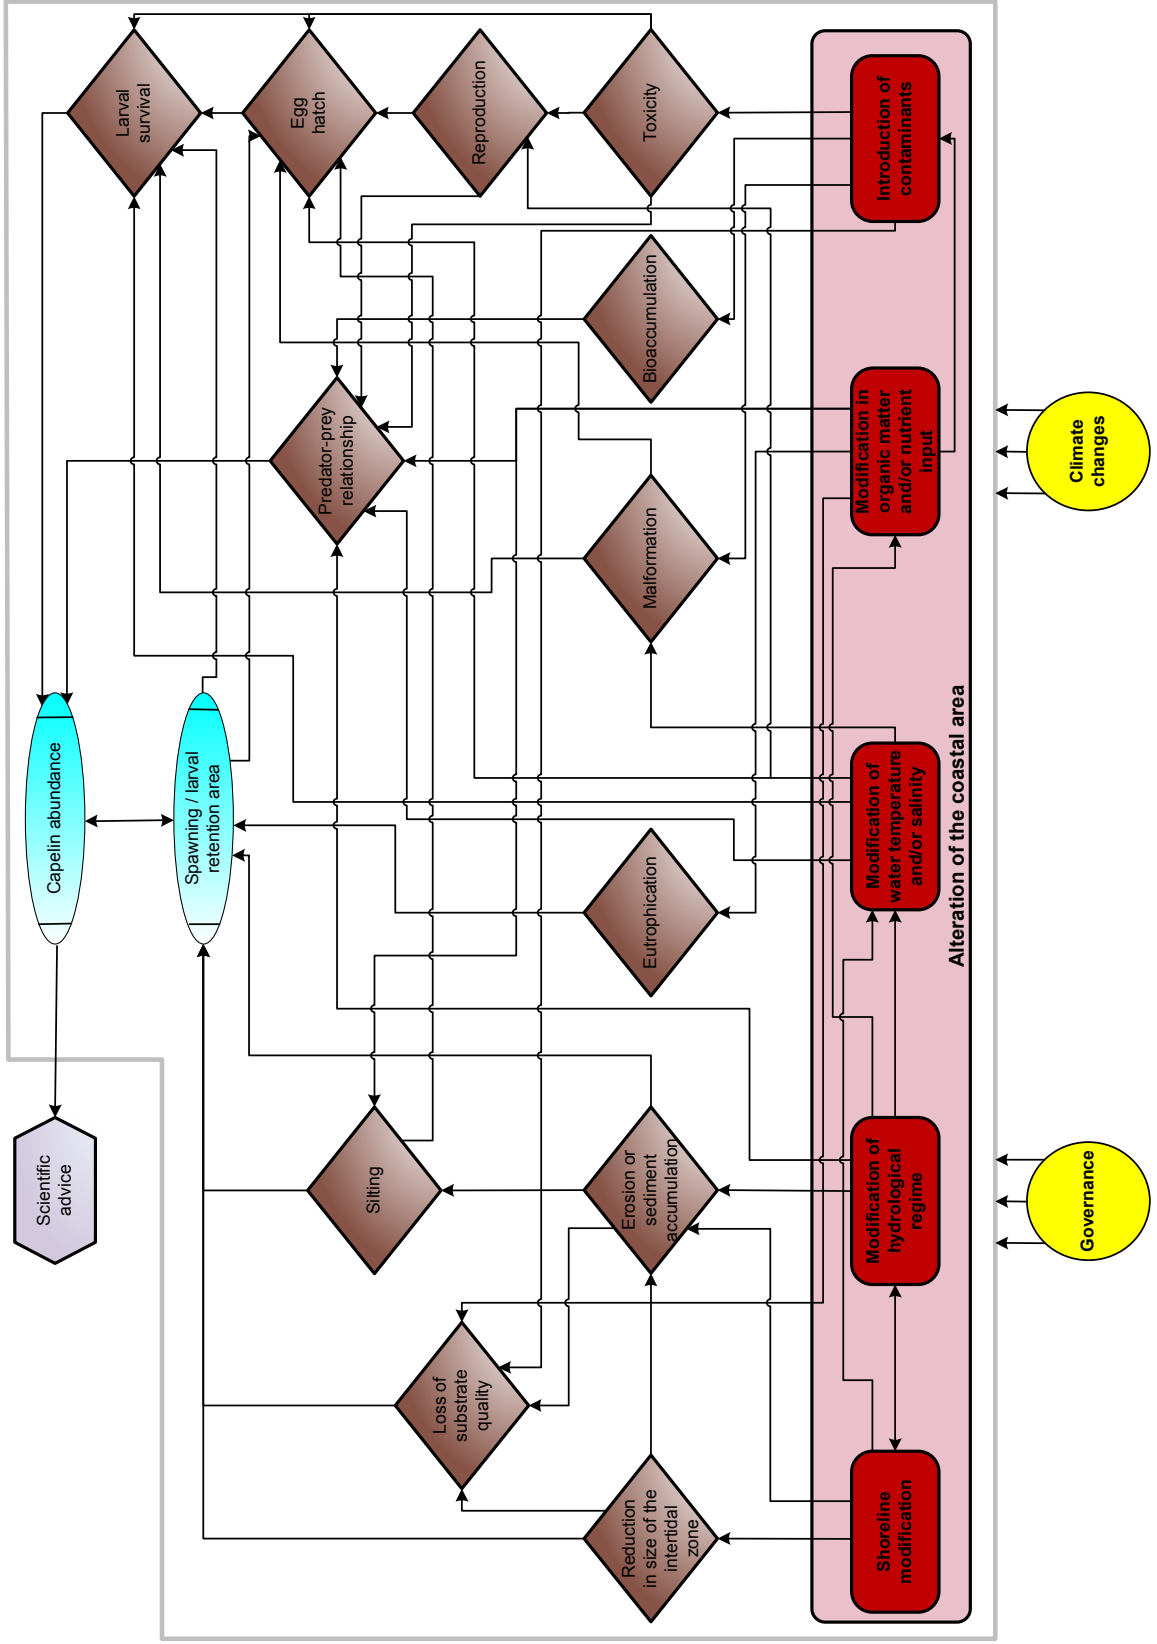 Scientific
advice
Capelin abundance
Spawning / larval
retention area
Larval
survival
Egg
hatch
Predator-prey
relationship
Silting
Reproduction
Loss of
substrate
quality
Reduction
in size of the
intertidal
zone
Erosion or
sediment
accumulation
Eutrophication
Malformation
Bioaccumulation
Toxicity
Shoreline
modification
Modification of
hydrological
regime
Modification of
water temperature
and/or salinity
Modification in
organic matter
and/or nutrient
input
Introduction of
contaminants
Alteration of the coastal area
Governance
Climate
changes